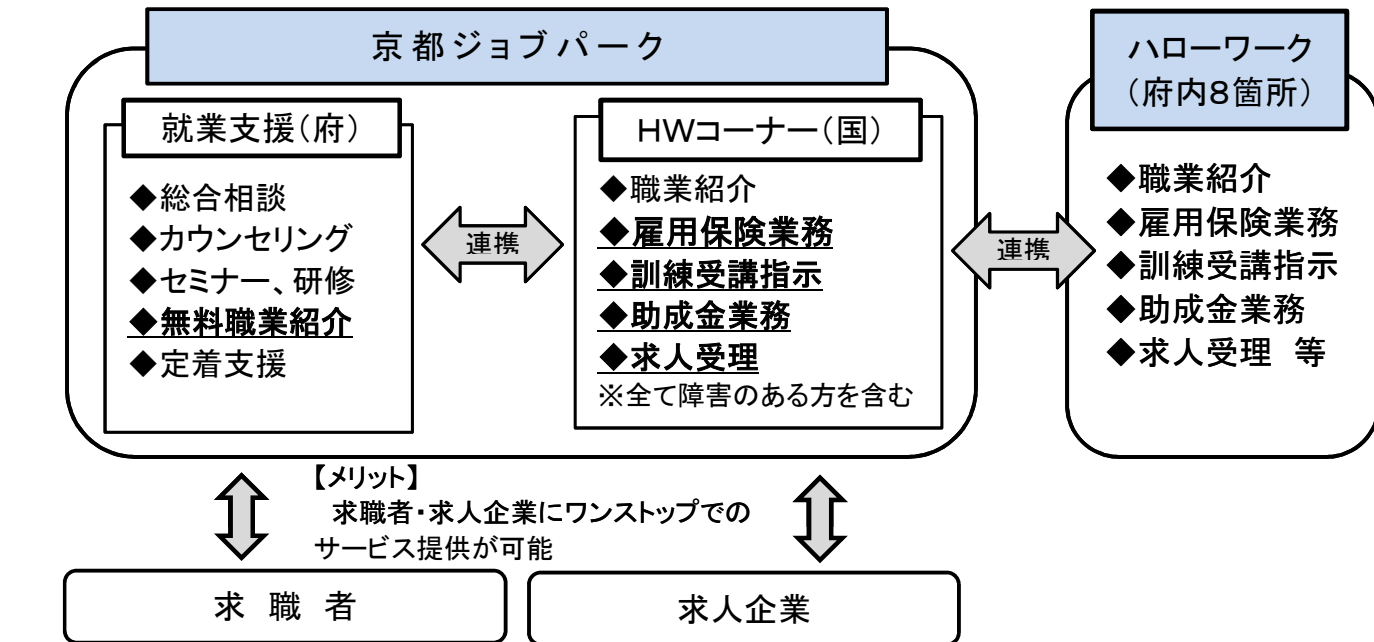 京都ジョブパーク
就業支援(府)
◆総合相談
◆カウンセリング
◆セミナー、研修
◆無料職業紹介
◆定着支援
連携
HWコーナー(国)
◆職業紹介
◆雇用保険業務
◆訓練受講指示
◆助成金業務
◆求人受理
※全て障害のある方を含む
連携
ハローワーク
(府内8箇所)
◆職業紹介
◆雇用保険業務
◆訓練受講指示
◆助成金業務
◆求人受理 等
【メリット】
求職者・求人企業にワンストップでの
サービス提供が可能
求 職 者
求人企業